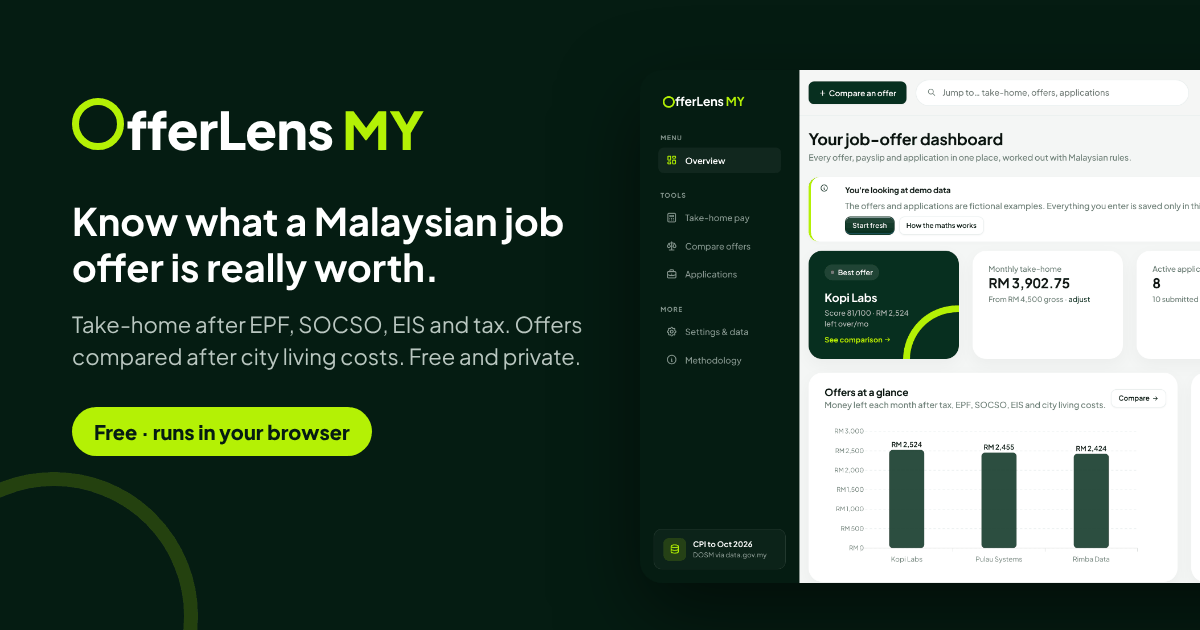 OfferLens MY
Know what a Malaysian job
offer is really worth.
Take-home after EPF, SOCSO, EIS and tax. Offers
compared after city living costs. Free and private.
Free · runs in your browser
OfferLens MY
MENU
Overview
TOOLS
Take-home pay
Compare offers
Applications
MORE
Settings & data
Methodology
CPI to Oct 2026
DOSM via data.gov.my
+ Compare an offer
Jump to… take-home, offers, applications
Your job-offer dashboard
Every offer, payslip and application in one place, worked out with Malaysian rules.
You're looking at demo data
The offers and applications are fictional examples. Everything you enter is saved only in thi
Start fresh
How the maths works
Best offer
Kopi Labs
Score 81/100 · RM 2,524
left over/mo
See comparison →
Monthly take-home
RM 3,902.75
From RM 4,500 gross · adjust
Active applic
8
10 submitted
Offers at a glance
Money left each month after tax, EPF, SOCSO, EIS and city living costs.
Compare →
RM 3,000
RM 2,500
RM 2,000
RM 1,500
RM 1,000
RM 500
RM 0
RM 2,524
RM 2,455
RM 2,424
Kopi Labs
Pulau Systems
Rimba Data